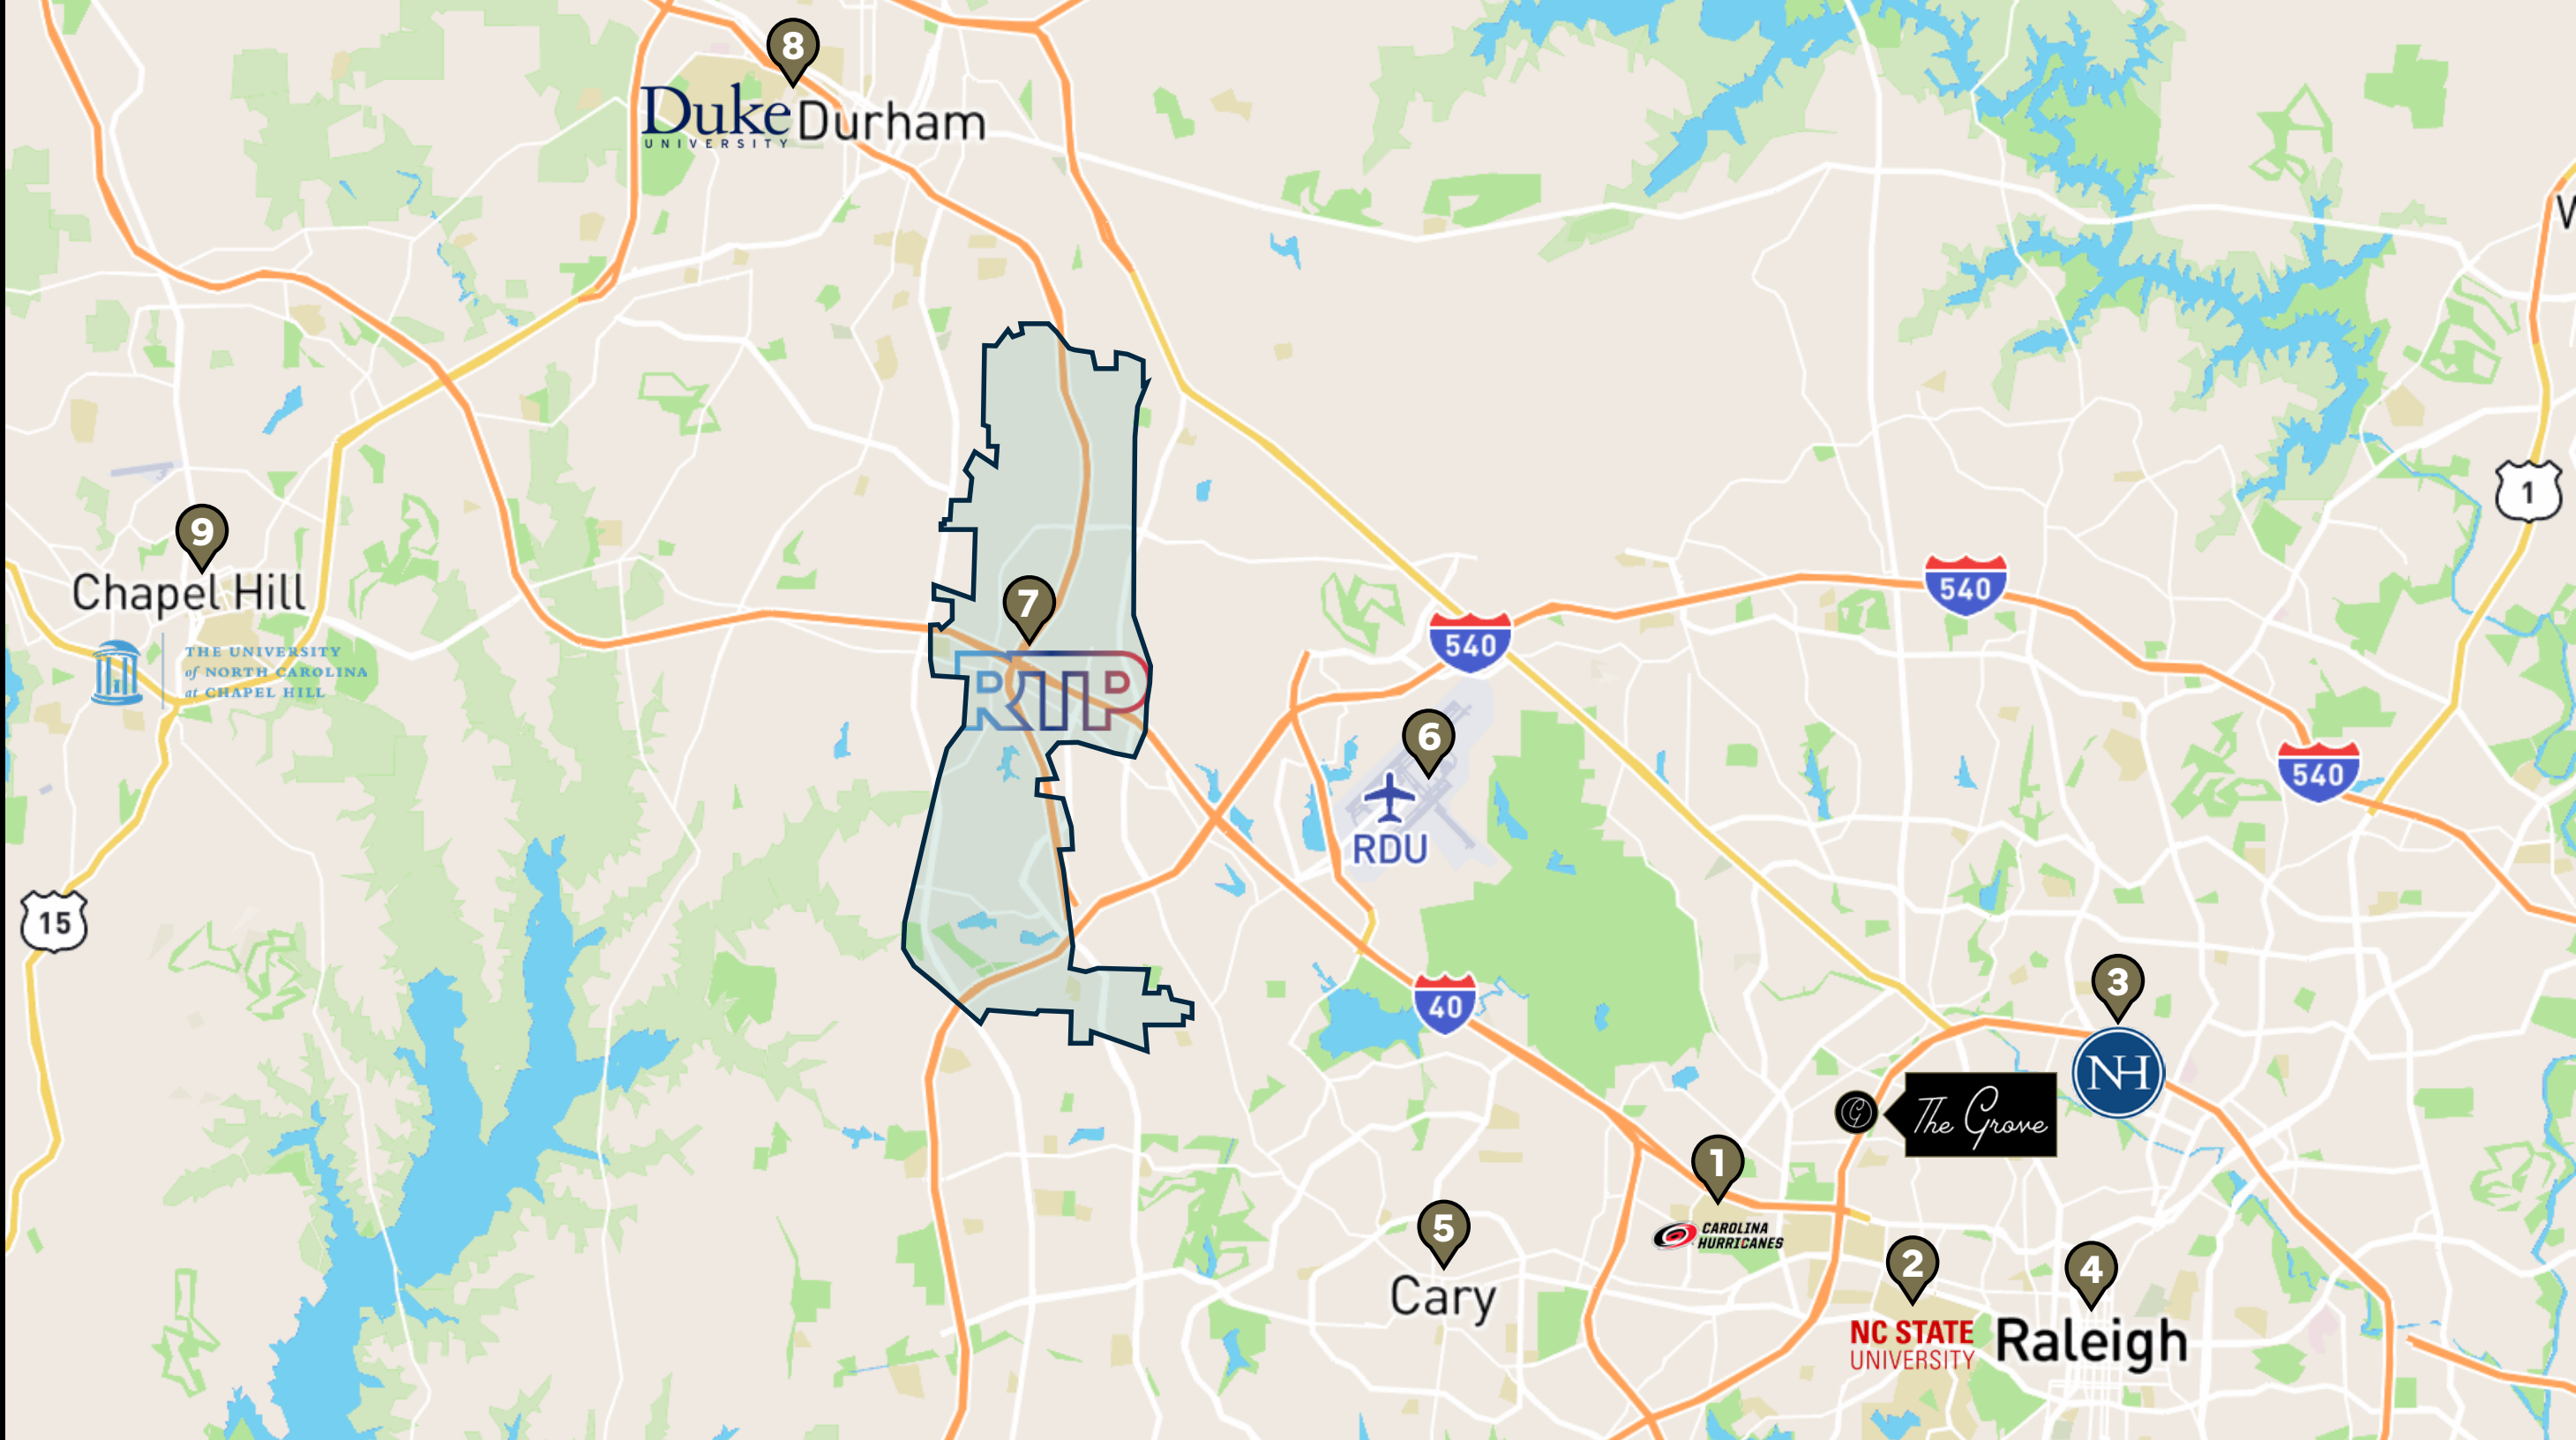 8
Duke
UNIVERSITY
Durham
W
1
9
Chapel Hill
THE UNIVERSITY
of NORTH CAROLINA
at CHAPEL HILL
7
RTP
540
540
540
6
RDU
15
40
3
NH
G
The Grove
1
CAROLINA
HURRICANES
5
Cary
2
NC STATE
UNIVERSITY
4
Raleigh